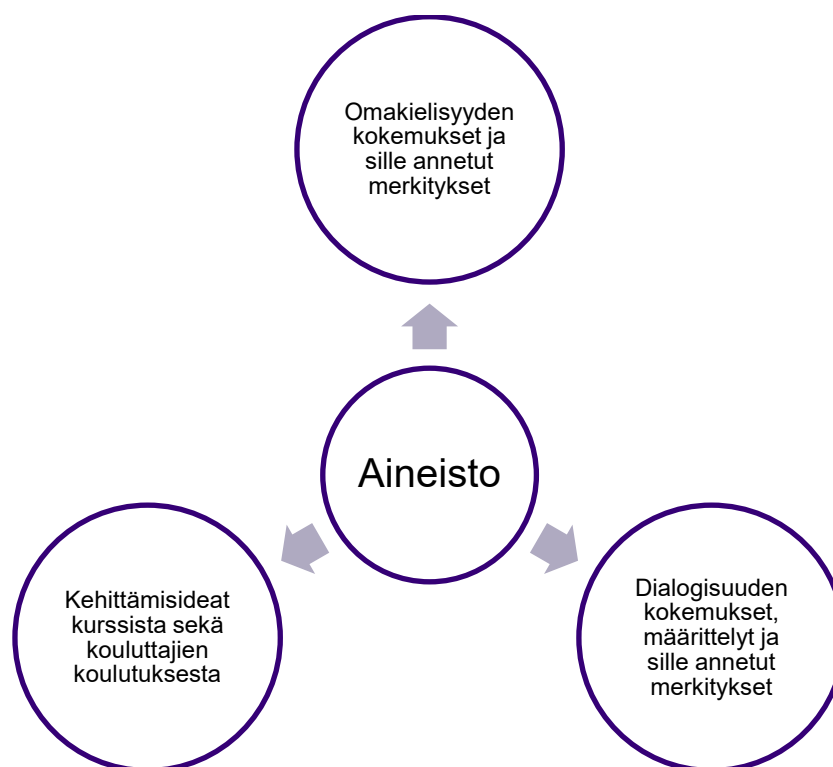 Omakielisyyden
kokemukset ja
sille annetut
merkitykset
Aineisto
Kehittämisideat
kurssista sekä
kouluttajien
koulutuksesta
Dialogisuuden
kokemukset,
määrittelyt ja
sille annetut
merkitykset